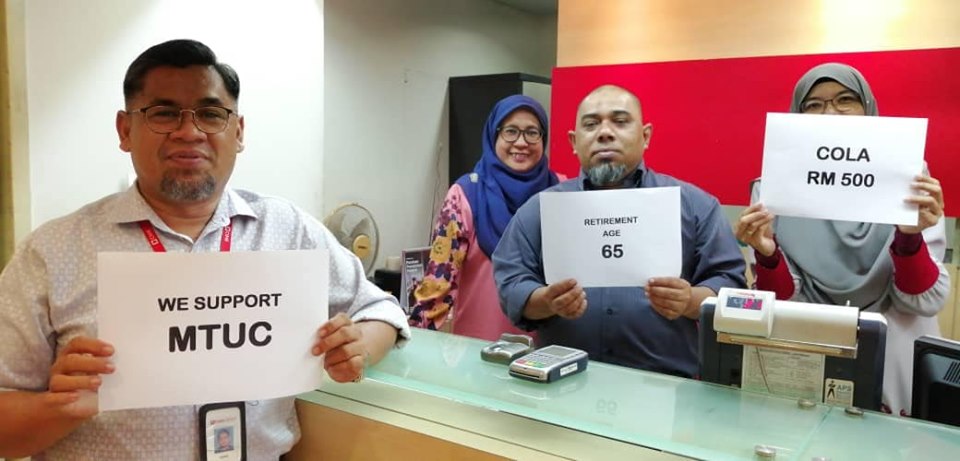 WE SUPPORT
MTUC
RETIREMENT
AGE
65
COLA
RM 500